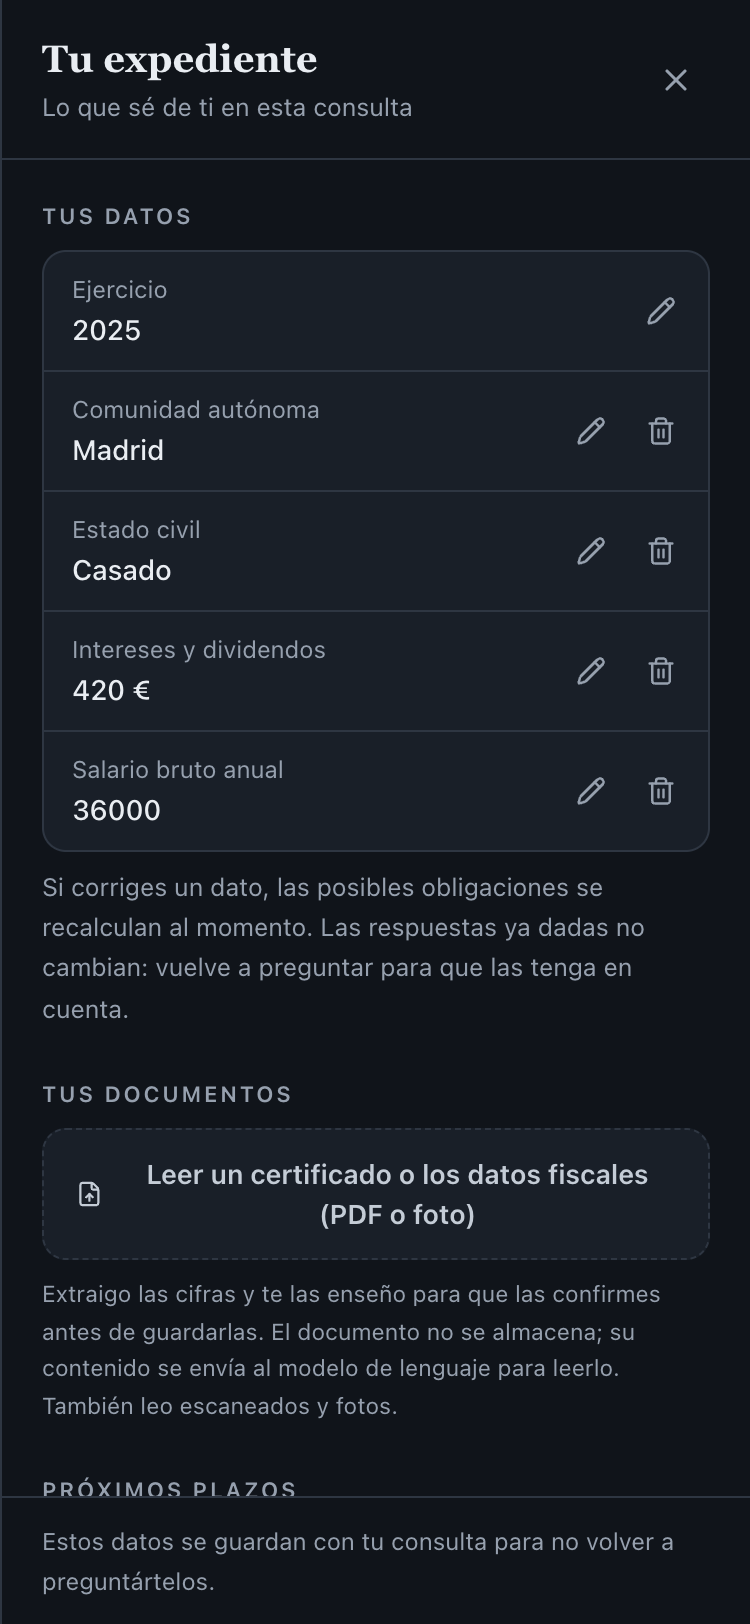 Tu expediente
Lo que sé de ti en esta consulta
TUS DATOS
Ejercicio
2025
Comunidad autónoma
Madrid
Estado civil
Casado
Intereses y dividendos
420 €
Salario bruto anual
36000
Si corriges un dato, las posibles obligaciones se
recalculan al momento. Las respuestas ya dadas no
cambian: vuelve a preguntar para que las tenga en
cuenta.
TUS DOCUMENTOS
Leer un certificado o los datos fiscales
(PDF o foto)
Extraigo las cifras y te las enseño para que las confirmes
antes de guardarlas. El documento no se almacena; su
contenido se envía al modelo de lenguaje para leerlo.
También leo escaneados y fotos.
PRÓXIMOS PLAZOS
Estos datos se guardan con tu consulta para no volver a
preguntártelos.